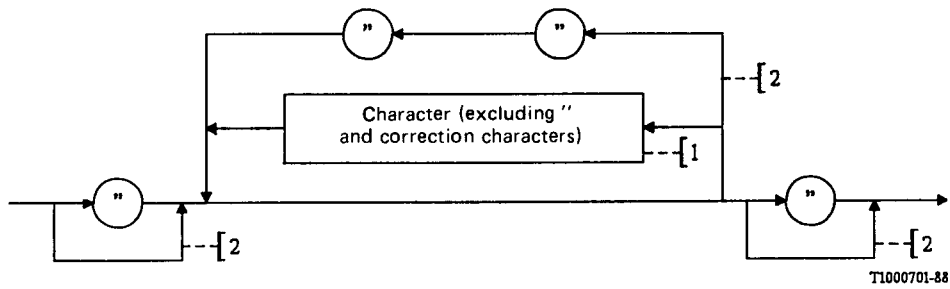 " "
[2
Character (excluding "
and correction characters)
[1
" "
[2 [2
T1000701-88